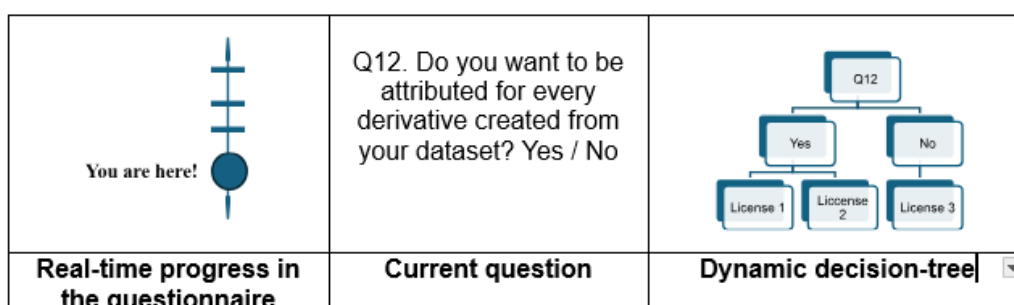 You are here!
Q12. Do you want to be
attributed for every
derivative created from
your dataset? Yes / No
Q12
Yes
No
License 1
Liccense
2
License 3
Real-time progress in
the questionnaire
Current question
Dynamic decision-tree